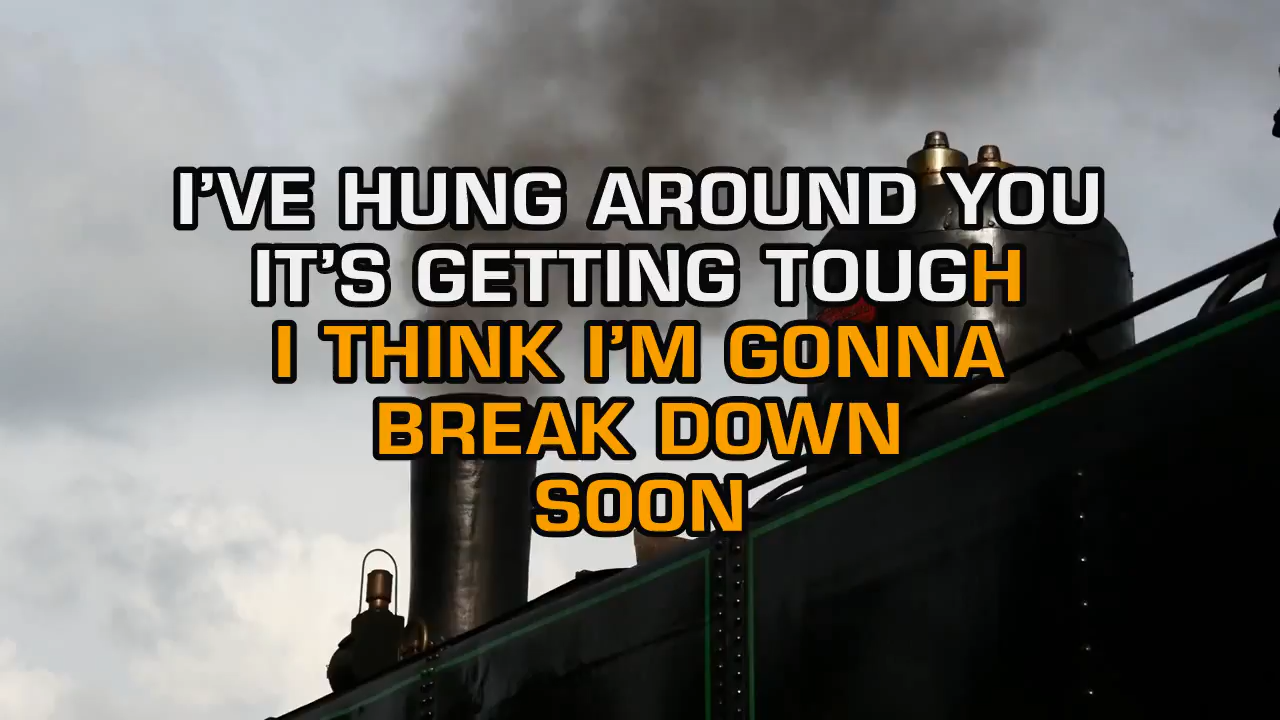 I'VE HUNG AROUND YOU
IT'S GETTING TOUGH
I THINK I'M GONNA
BREAK DOWN
SOON